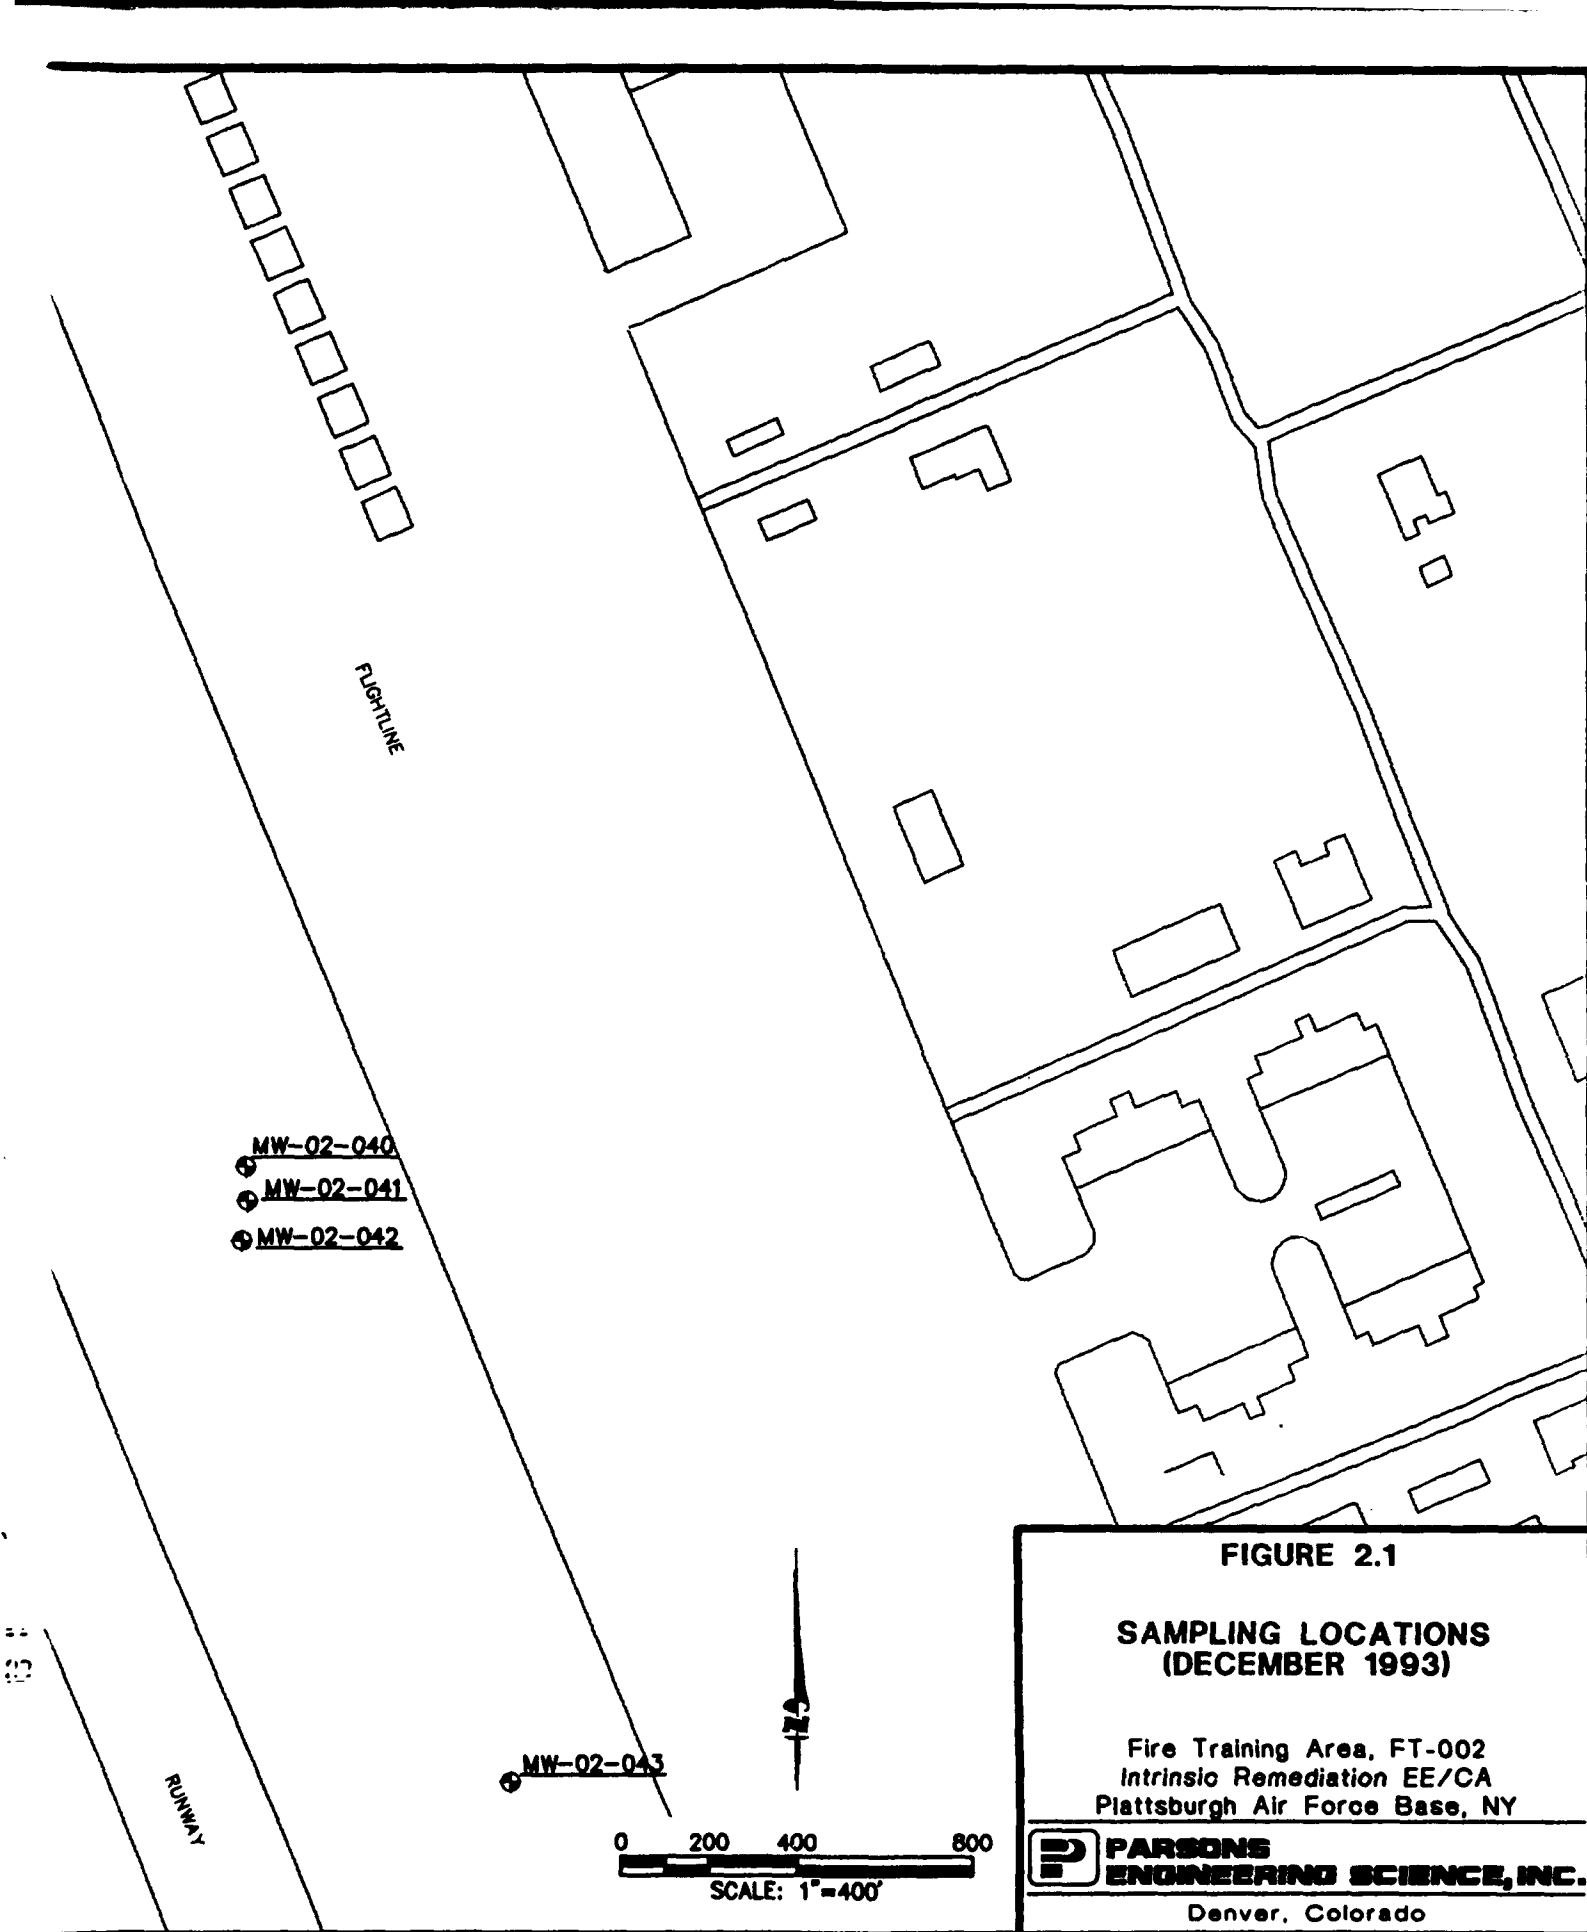 FLIGHTLINE
MW-02-040
MW-02-041
MW-02-042
MW-02-043
RUNWAY
N
0 200 400 800
SCALE: 1"=400'
FIGURE 2.1
SAMPLING LOCATIONS
(DECEMBER 1993)
Fire Training Area, FT-002
Intrinsic Remediation EE/CA
Plattsburgh Air Force Base, NY
PARSONS
ENGINEERING SCIENCE, INC.
Denver, Colorado